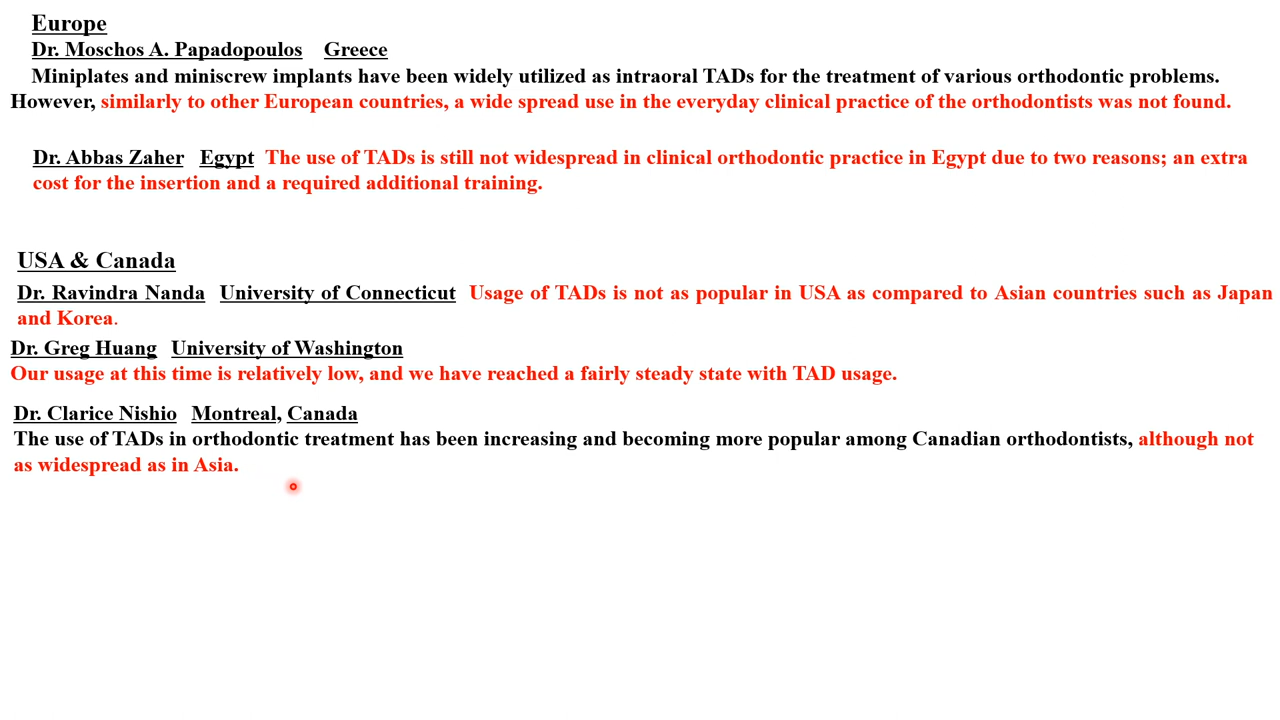 Europe
Dr. Moschos A. Papadopoulos Greece
Miniplates and miniscrew implants have been widely utilized as intraoral TADs for the treatment of various orthodontic problems.
However, similarly to other European countries, a wide spread use in the everyday clinical practice of the orthodontists was not found.
Dr. Abbas Zaher Egypt The use of TADs is still not widespread in clinical orthodontic practice in Egypt due to two reasons; an extra
cost for the insertion and a required additional training.
USA & Canada
Dr. Ravindra Nanda University of Connecticut Usage of TADs is not as popular in USA as compared to Asian countries such as Japan
and Korea.
Dr. Greg Huang University of Washington
Our usage at this time is relatively low, and we have reached a fairly steady state with TAD usage.
Dr. Clarice Nishio Montreal, Canada
The use of TADs in orthodontic treatment has been increasing and becoming more popular among Canadian orthodontists, although not
as widespread as in Asia.